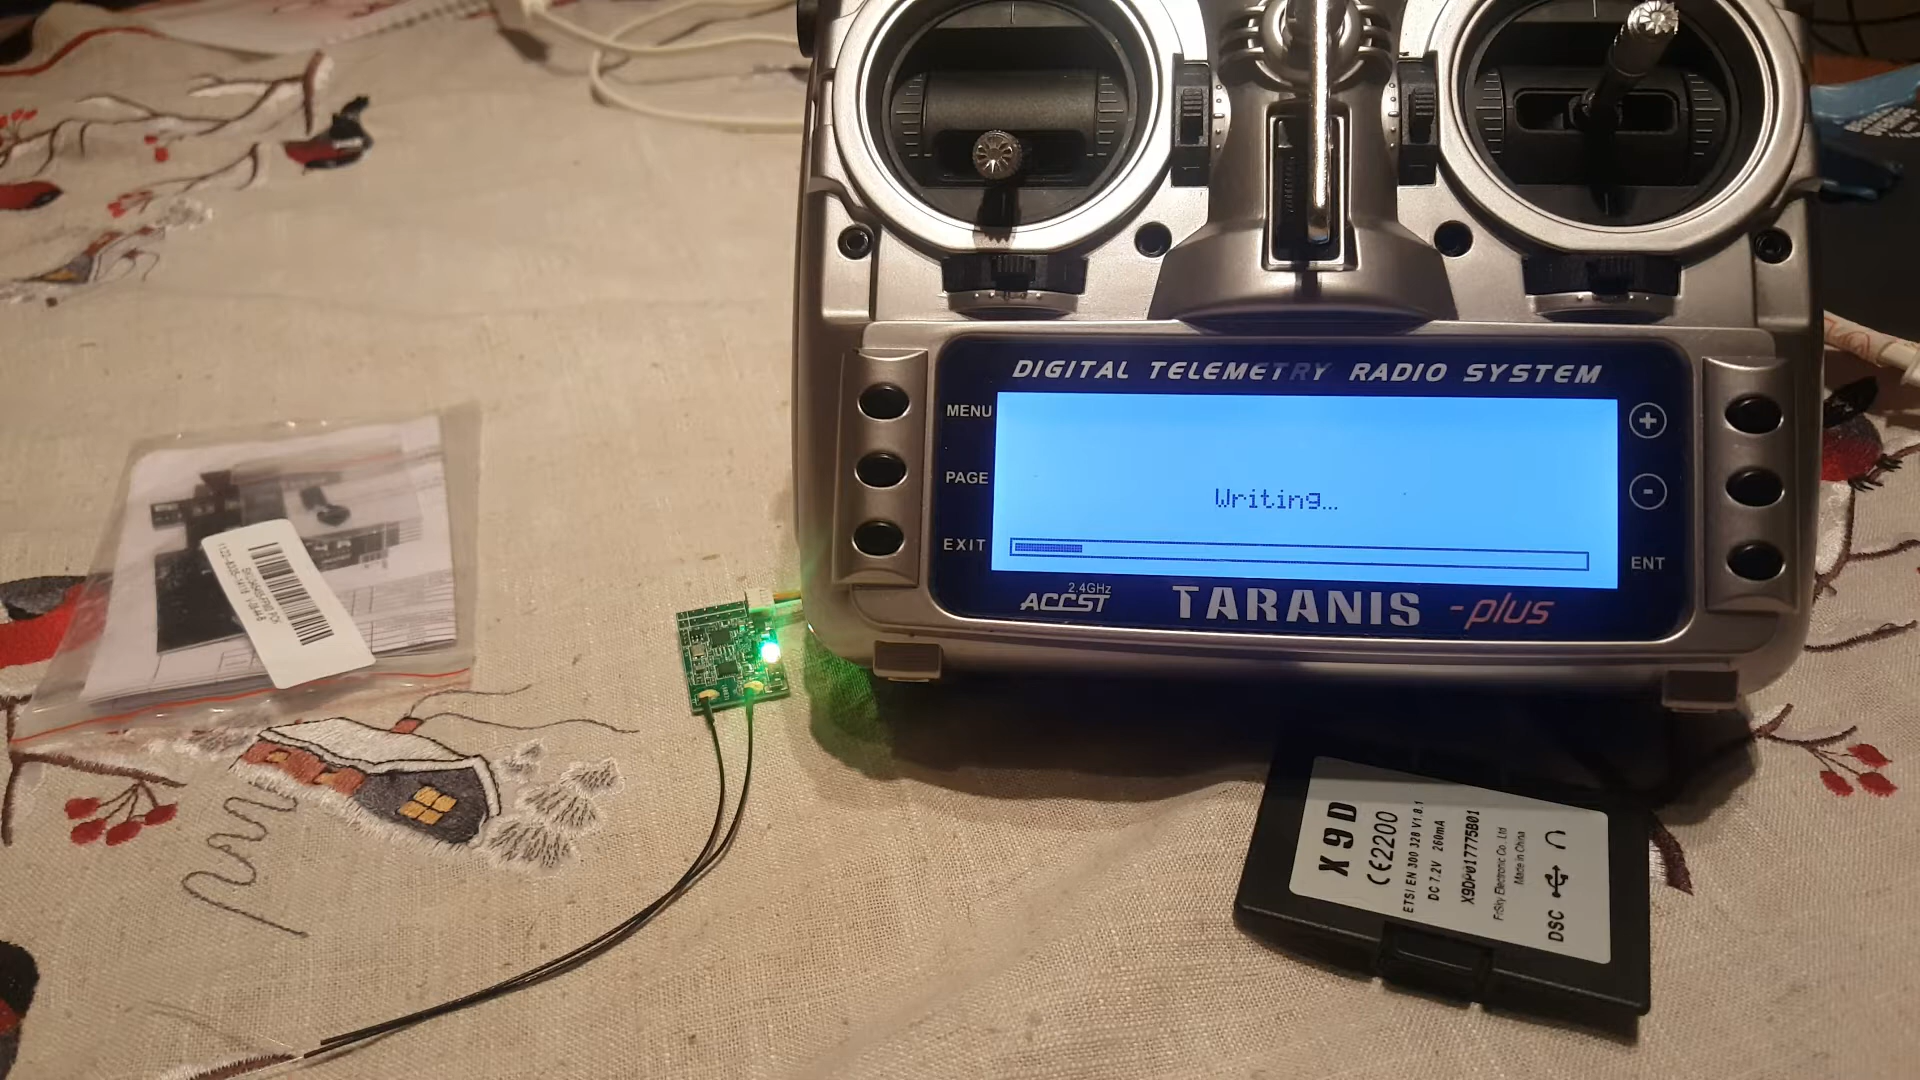 DIGITAL TELEMETRY RADIO SYSTEM
MENU
PAGE
EXIT
Writing...
+
-
ENT
2.4GHz
ACCST
TARANIS -plus
X9D
CE2200
ETSI EN 300 328 V1.8.1
DC 7.2V 260mA
X9DP017775B01
FrSky Electronic Co., Ltd
Made in China
DSC